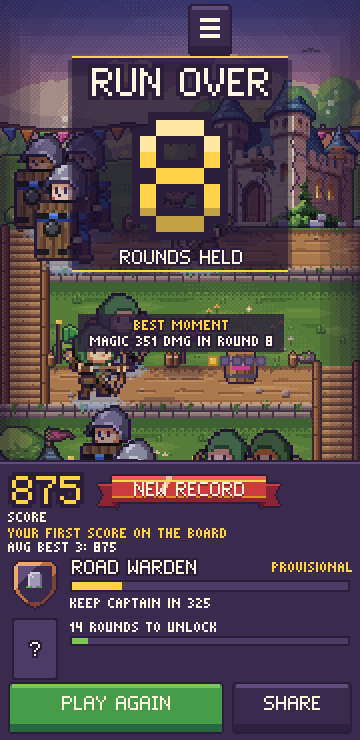 RUN OVER
8
ROUNDS HELD
BEST MOMENT
MAGIC 351 DMG IN ROUND 8
875
NEW RECORD
SCORE
YOUR FIRST SCORE ON THE BOARD
AVG BEST 3: 875
ROAD WARDEN
PROVISIONAL
KEEP CAPTAIN IN 325
14 ROUNDS TO UNLOCK
?
PLAY AGAIN
SHARE